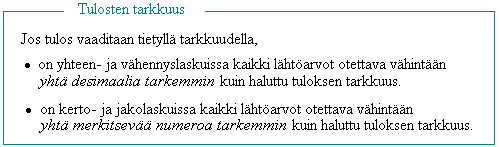 Tulosten tarkkuus
Jos tulos vaaditaan tietyllä tarkkuudella,
• on yhteen- ja vähennyslaskuissa kaikki lähtöarvot otettava vähintään
yhtä desimaalia tarkemmin kuin haluttu tuloksen tarkkuus.
• on kerto- ja jakolaskuissa kaikki lähtöarvot otettava vähintään
yhtä merkitsevää numeroa tarkemmin kuin haluttu tuloksen tarkkuus.